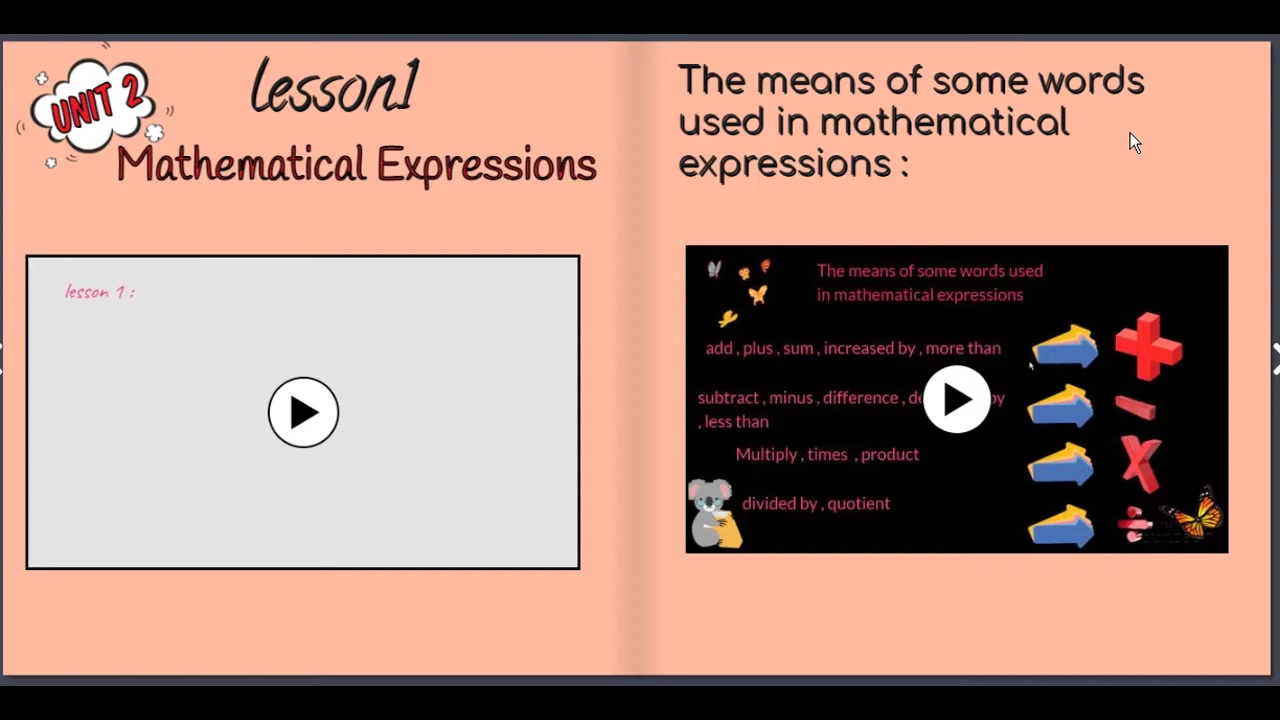 UNIT 2
lesson1
Mathematical Expressions
lesson 1 :
The means of some words
used in mathematical
expressions :
The means of some words used
in mathematical expressions
add , plus , sum , increased by , more than
subtract , minus , difference , by
, less than
Multiply , times , product
divided by , quotient